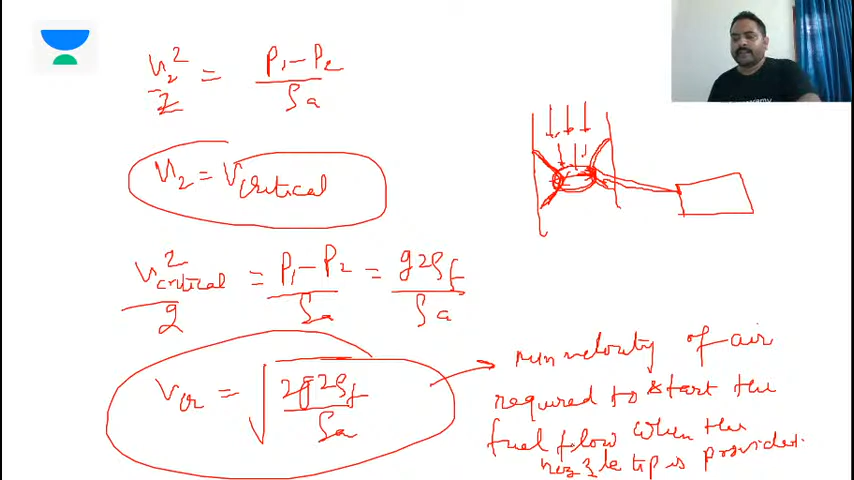 V₂²/2 = P₁-P₂/ρa
V₂ = Vcritical
V²critical/2 = P₁-P₂/ρa = gzρf/ρa
Vcr = √2gzρf/ρa
min velocity of air
required to start the
fuel flow when the
nozzle tip is provided.